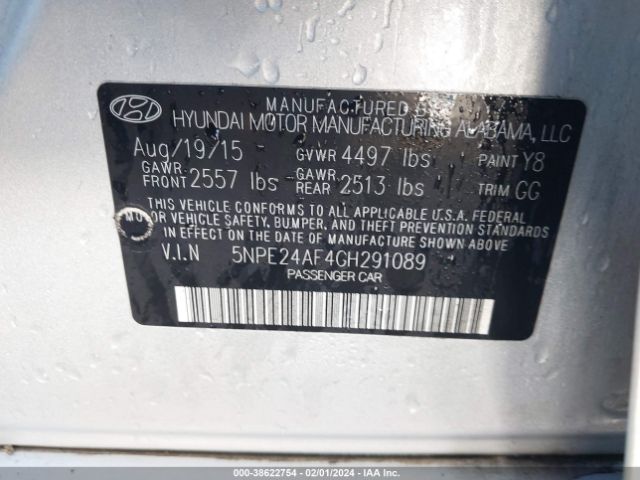 MANUFACTURED BY
HYUNDAI MOTOR MANUFACTURING ALABAMA, LLC
Aug/19/15 GVWR 4497 lbs PAINT Y8
GAWR FRONT 2557 lbs GAWR REAR 2513 lbs TRIM GG
THIS VEHICLE CONFORMS TO ALL APPLICABLE U.S.A. FEDERAL
MOTOR VEHICLE SAFETY, BUMPER, AND THEFT PREVENTION STANDARDS
IN EFFECT ON THE DATE OF MANUFACTURE SHOWN ABOVE
V.I.N 5NPE24AF4GH291089
PASSENGER CAR
000-38622754 - 02/01/2024 - IAA Inc.